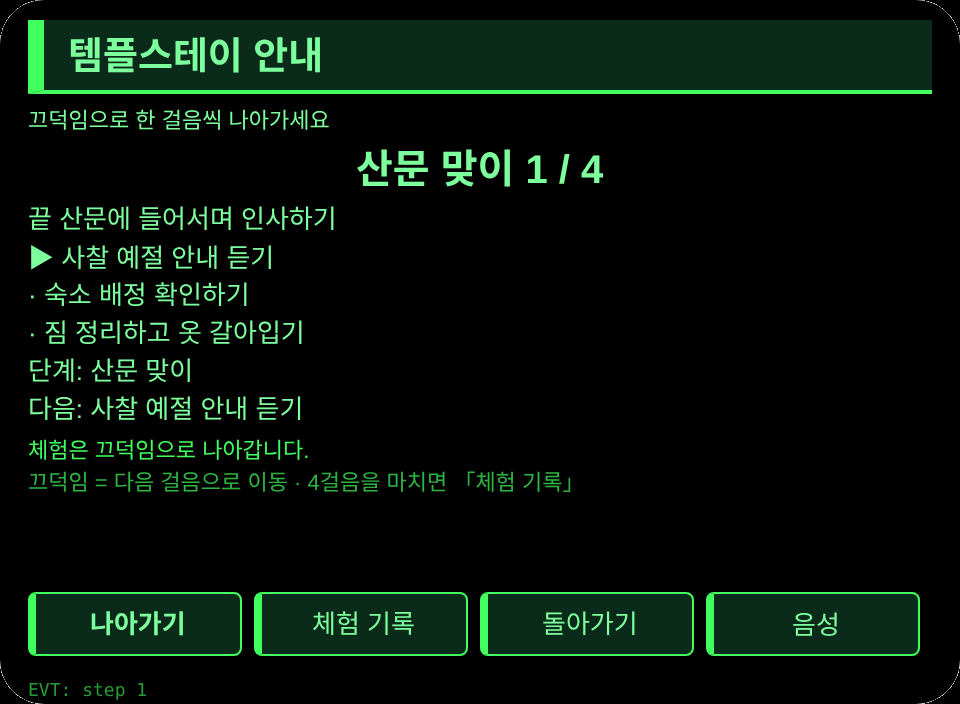 템플스테이 안내
끄덕임으로 한 걸음씩 나아가세요
산문 맞이 1 / 4
끝 산문에 들어서며 인사하기
▶ 사찰 예절 안내 듣기
· 숙소 배정 확인하기
· 짐 정리하고 옷 갈아입기
단계: 산문 맞이
다음: 사찰 예절 안내 듣기
체험은 끄덕임으로 나아갑니다.
끄덕임 = 다음 걸음으로 이동 · 4걸음을 마치면 「체험 기록」
나아가기 체험 기록 돌아가기 음성
EVT: step 1